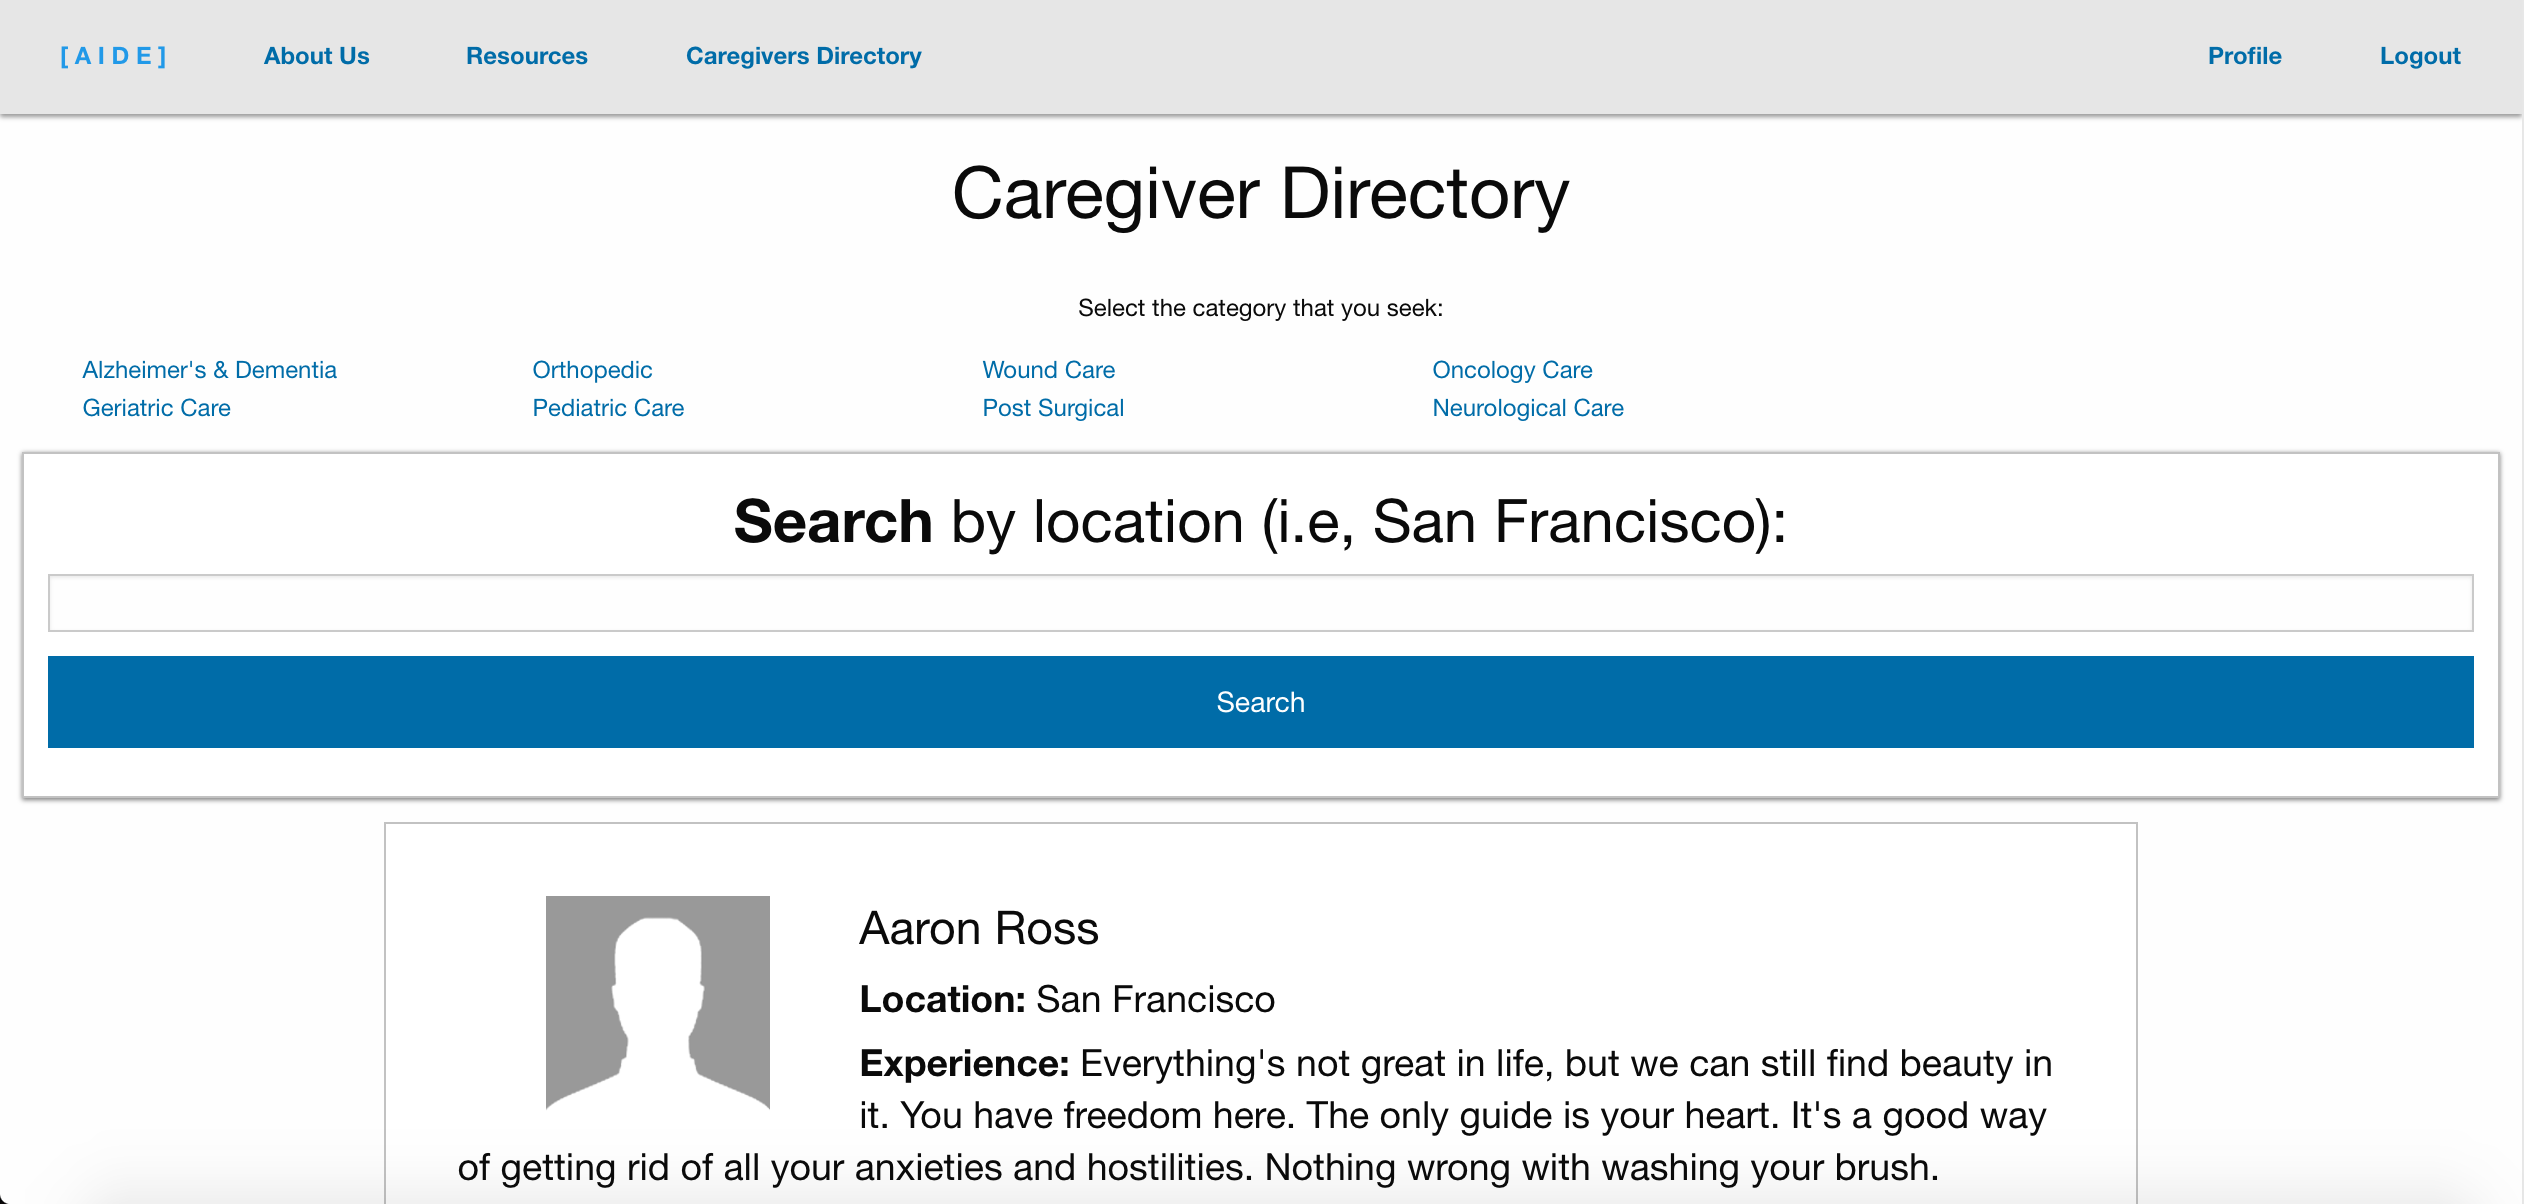 [AIDE] About Us Resources Caregivers Directory Profile Logout
Caregiver Directory
Select the category that you seek:
Alzheimer's & Dementia Orthopedic Wound Care Oncology Care
Geriatric Care Pediatric Care Post Surgical Neurological Care
Search by location (i.e, San Francisco):
Search
Aaron Ross
Location: San Francisco
Experience: Everything's not great in life, but we can still find beauty in
it. You have freedom here. The only guide is your heart. It's a good way
of getting rid of all your anxieties and hostilities. Nothing wrong with washing your brush.